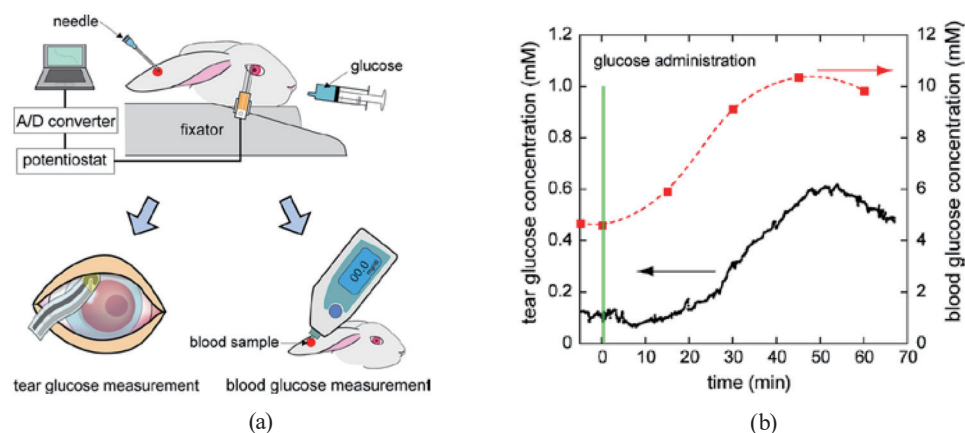 needle
glucose
A/D converter
fixator
potentiostat
00.0
mg/dl
blood sample
tear glucose measurement
blood glucose measurement
(a)
glucose administration
tear glucose concentration (mM)
1.2
1.0
0.8
0.6
0.4
0.2
0
blood glucose concentration (mM)
12
10
8
6
4
2
0
0 10 20 30 40 50 60 70
time (min)
(b)